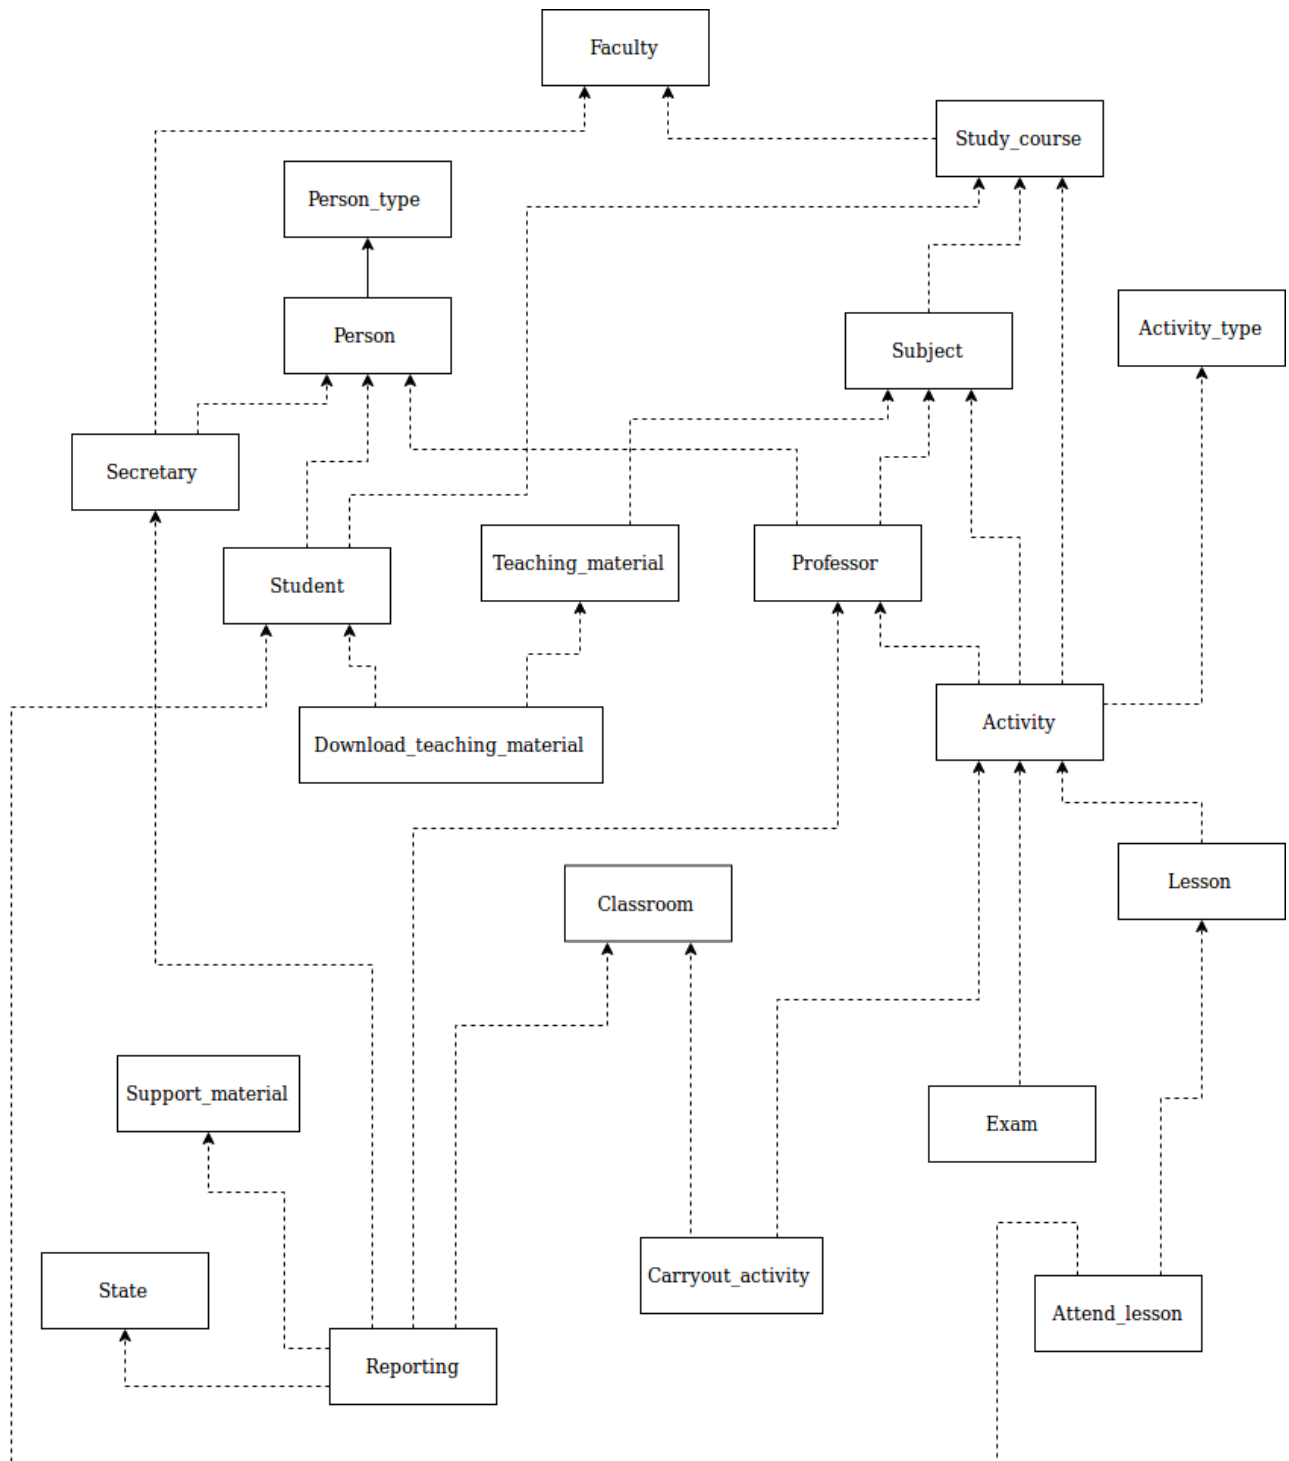 Faculty
Study_course
Person_type
Person
Activity_type
Subject
Secretary
Teaching_material
Professor
Student
Activity
Download_teaching_material
Lesson
Classroom
Support_material
Exam
Carryout_activity
State
Attend_lesson
Reporting